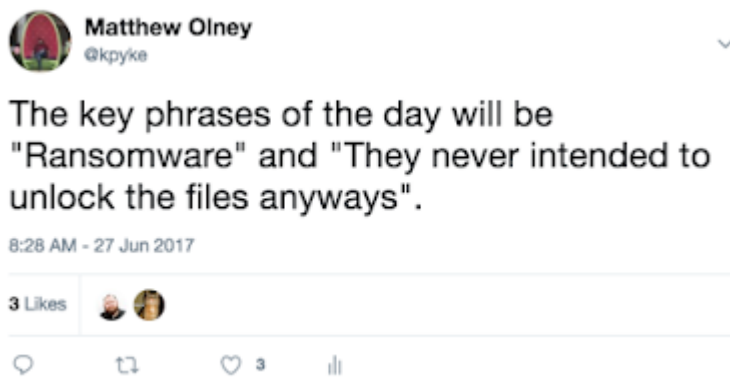 Matthew Olney
@kpyke
The key phrases of the day will be
"Ransomware" and "They never intended to
unlock the files anyways".
8:28 AM - 27 Jun 2017
3 Likes
3